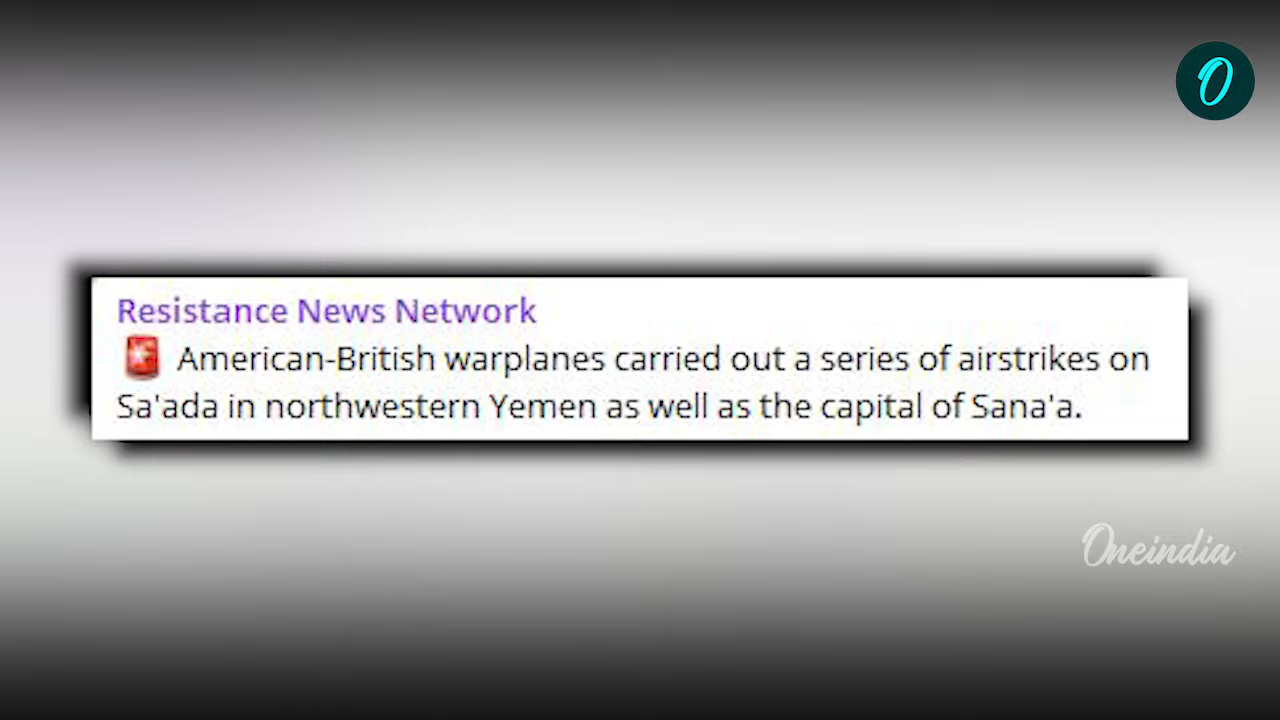 O
Resistance News Network
🚨 American-British warplanes carried out a series of airstrikes on
Sa'ada in northwestern Yemen as well as the capital of Sana'a.
Oneindia